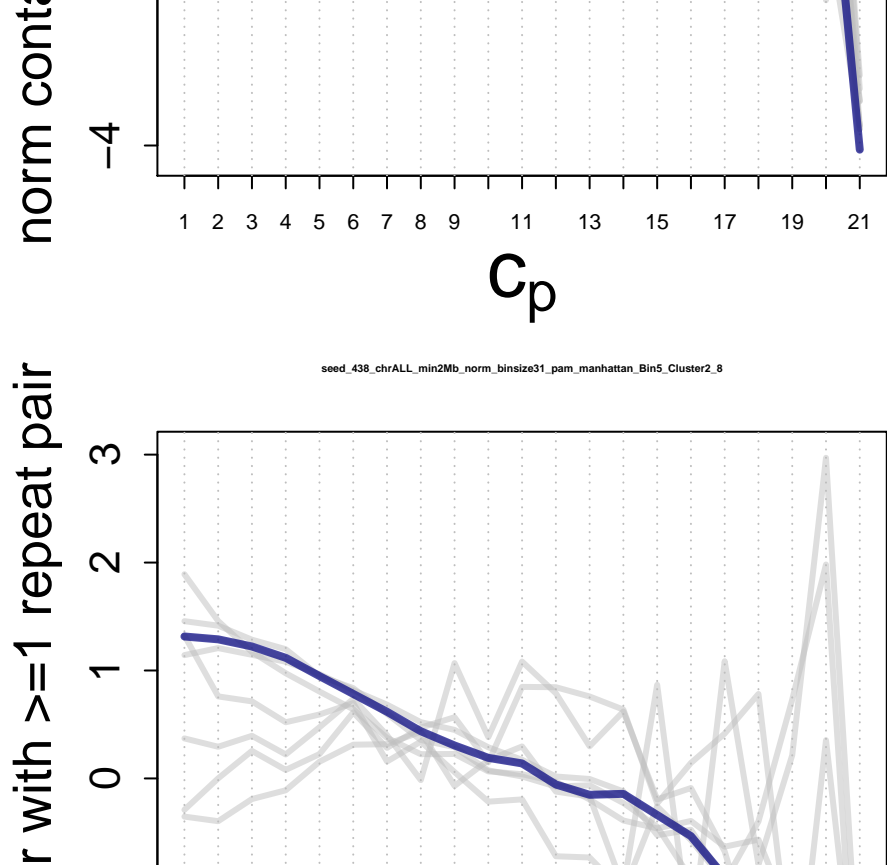 norm conta
−4
1 2 3 4 5 6 7 8 9 11 13 15 17 19 21
cp
seed_438_chrALL_min2Mb_norm_binsize31_pam_manhattan_Bin5_Cluster2_8
r with >=1 repeat pair
3
2
1
0